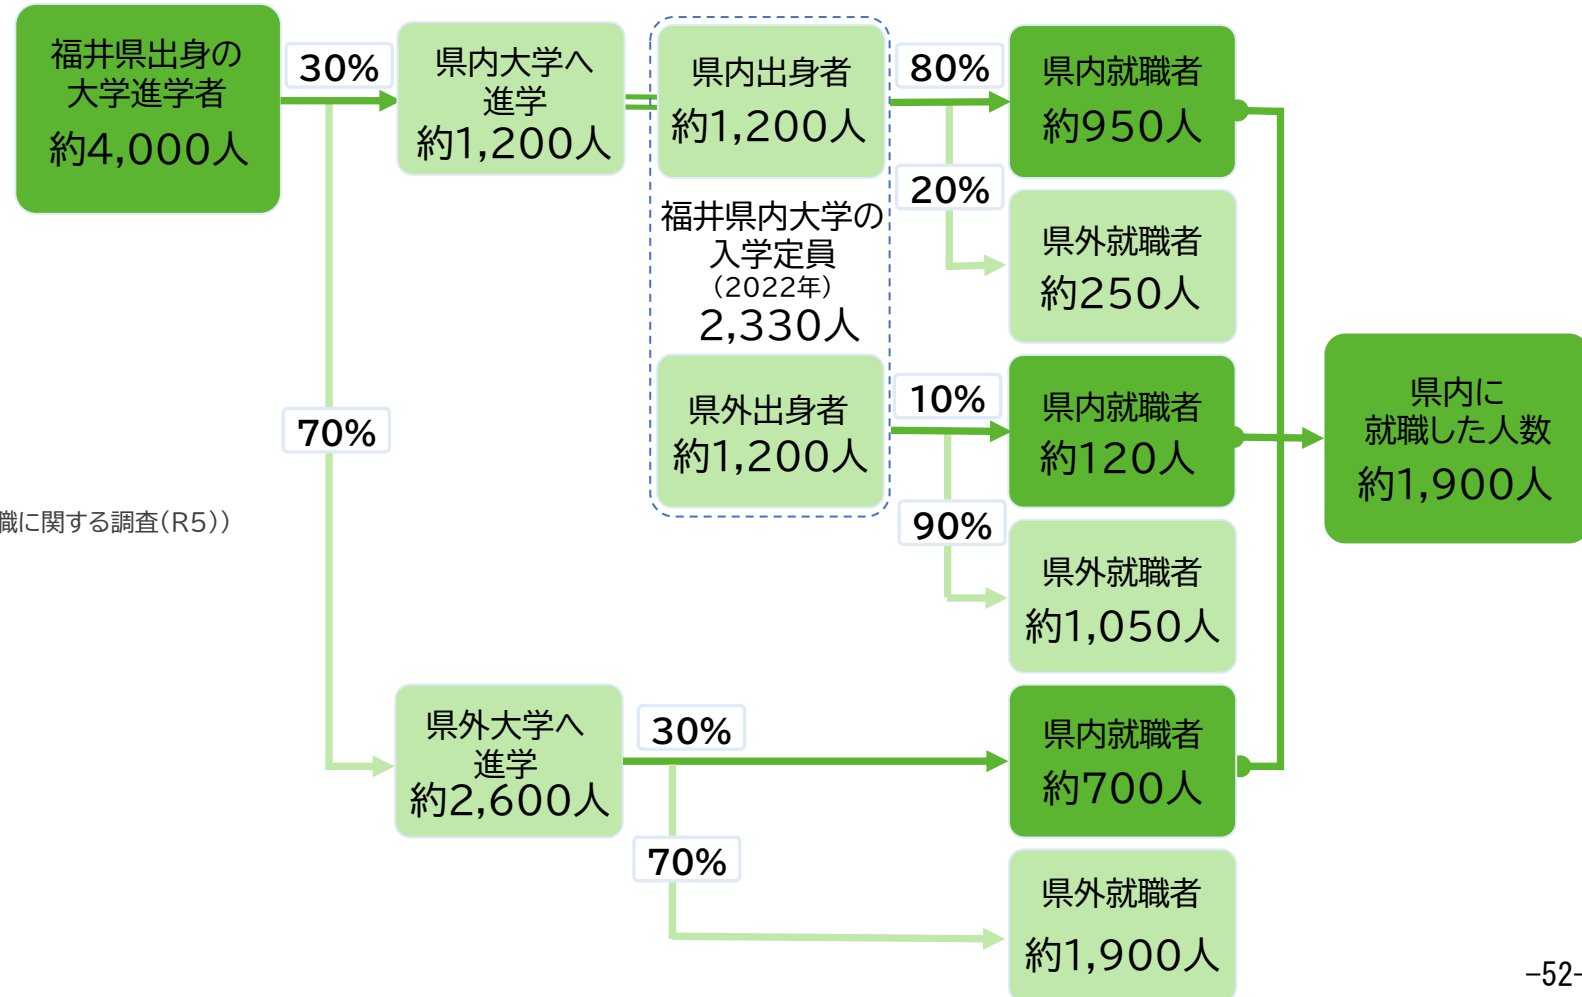 福井県出身の
大学進学者
約4,000人
30%
県内大学へ
進学
約1,200人
県内出身者
約1,200人
80%
県内就職者
約950人
20%
県外就職者
約250人
福井県内大学の
入学定員
(2022年)
2,330人
県外出身者
約1,200人
10%
県内就職者
約120人
90%
県外就職者
約1,050人
県内に
就職した人数
約1,900人
70%
職に関する調査(R5))
県外大学へ
進学
約2,600人
30%
県内就職者
約700人
70%
県外就職者
約1,900人
-52-